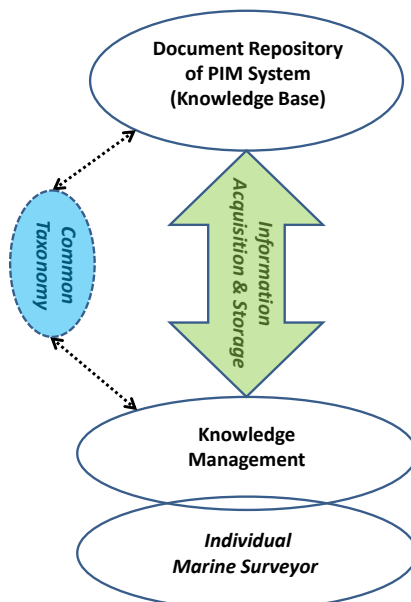 Document Repository
of PIM System
(Knowledge Base)
Common
Taxonomy
Information
Acquisition & Storage
Knowledge
Management
Individual
Marine Surveyor